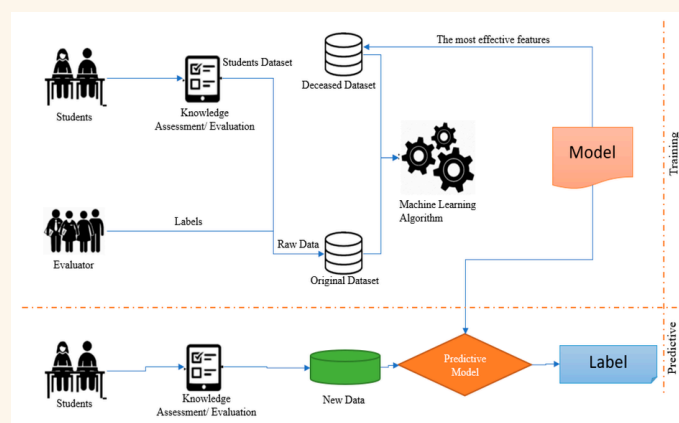 The most effective features
Students Dataset
Deceased Dataset
Students
Knowledge
Assessment/ Evaluation
Model
Training
Machine Learning
Algorithm
Labels
Raw Data
Evaluator
Original Dataset
Predictive
Predictive
Model
Label
Students
Knowledge
Assessment/ Evaluation
New Data